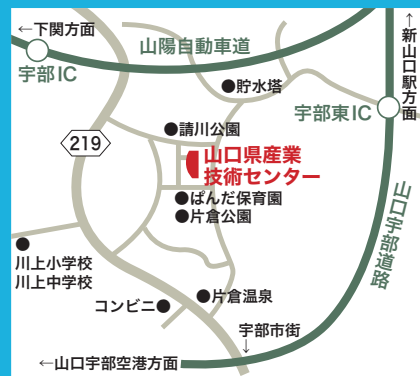 ←下関方面
山陽自動車道
宇部IC
→新山口駅方面
●貯水塔
宇部東IC
●請川公園
219
山口県産業
技術センター
●ぱんだ保育園
●片倉公園
山口宇部道路
●
川上小学校
川上中学校
●片倉温泉
コンビニ●
宇部市街
↓
←山口宇部空港方面